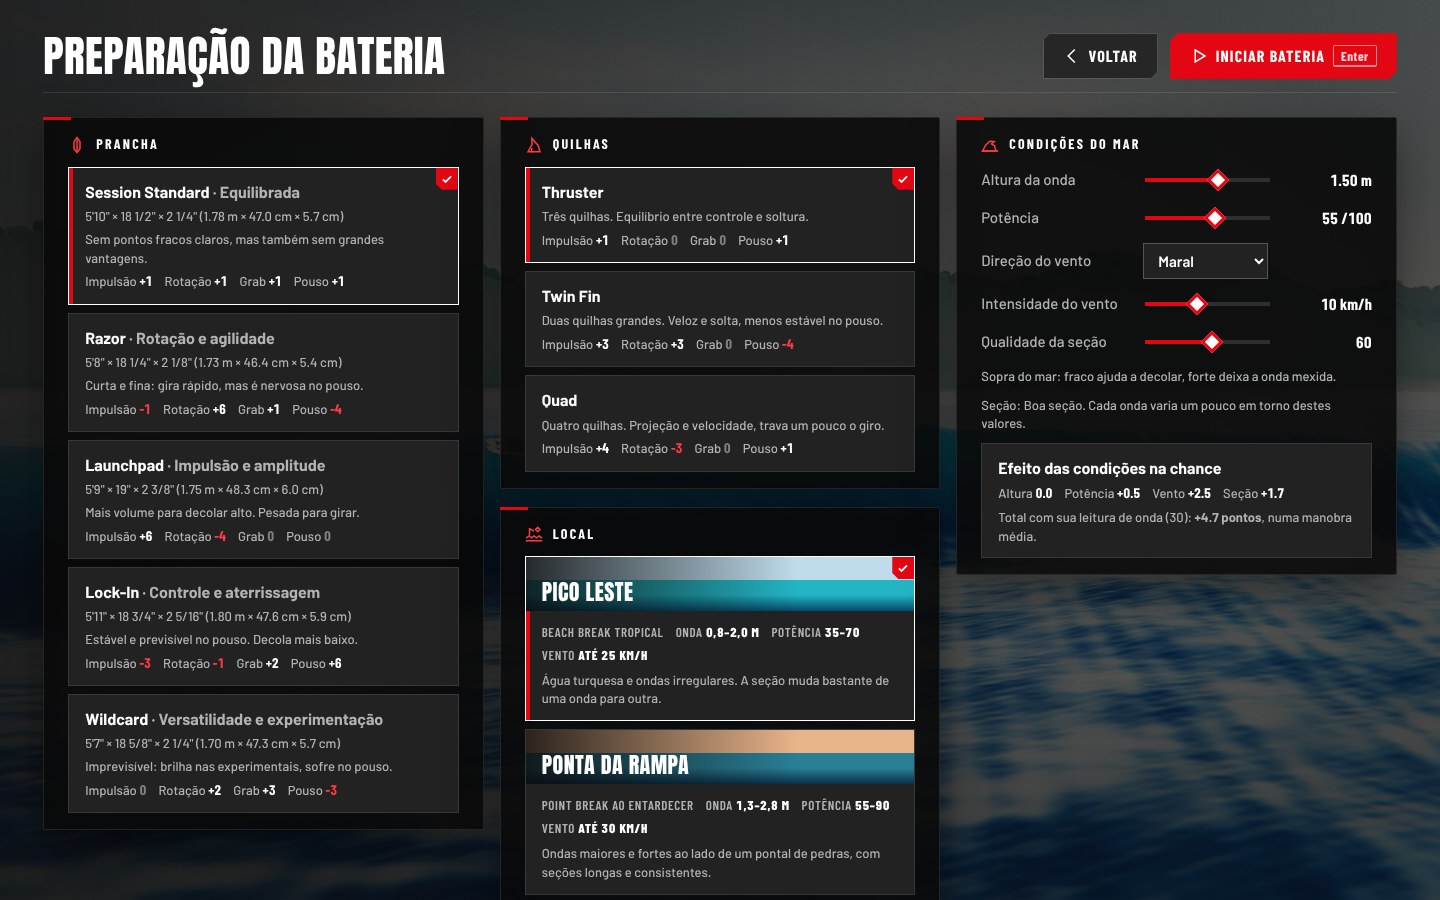 PREPARAÇÃO DA BATERIA
VOLTAR
INICIAR BATERIA Enter
PRANCHA
Session Standard · Equilibrada
5'10" × 18 1/2" × 2 1/4" (1.78 m × 47.0 cm × 5.7 cm)
Sem pontos fracos claros, mas também sem grandes
vantagens.
Impulsão +1 Rotação +1 Grab +1 Pouso +1
Razor · Rotação e agilidade
5'8" × 18 1/4" × 2 1/8" (1.73 m × 46.4 cm × 5.4 cm)
Curta e fina: gira rápido, mas é nervosa no pouso.
Impulsão -1 Rotação +6 Grab +1 Pouso -4
Launchpad · Impulsão e amplitude
5'9" × 19" × 2 3/8" (1.75 m × 48.3 cm × 6.0 cm)
Mais volume para decolar alto. Pesada para girar.
Impulsão +6 Rotação -4 Grab 0 Pouso 0
Lock-In · Controle e aterrissagem
5'11" × 18 3/4" × 2 5/16" (1.80 m × 47.6 cm × 5.9 cm)
Estável e previsível no pouso. Decola mais baixo.
Impulsão -3 Rotação -1 Grab +2 Pouso +6
Wildcard · Versatilidade e experimentação
5'7" × 18 5/8" × 2 1/4" (1.70 m × 47.3 cm × 5.7 cm)
Imprevisível: brilha nas experimentais, sofre no pouso.
Impulsão 0 Rotação +2 Grab +3 Pouso -3
QUILHAS
Thruster
Três quilhas. Equilíbrio entre controle e soltura.
Impulsão +1 Rotação 0 Grab 0 Pouso +1
Twin Fin
Duas quilhas grandes. Veloz e solta, menos estável no pouso.
Impulsão +3 Rotação +3 Grab 0 Pouso -4
Quad
Quatro quilhas. Projeção e velocidade, trava um pouco o giro.
Impulsão +4 Rotação -3 Grab 0 Pouso +1
LOCAL
PICO LESTE
BEACH BREAK TROPICAL ONDA 0,8–2,0 M POTÊNCIA 35–70
VENTO ATÉ 25 KM/H
Água turquesa e ondas irregulares. A seção muda bastante de
uma onda para outra.
PONTA DA RAMPA
POINT BREAK AO ENTARDECER ONDA 1,3–2,8 M POTÊNCIA 55–90
VENTO ATÉ 30 KM/H
Ondas maiores e fortes ao lado de um pontal de pedras, com
seções longas e consistentes.
CONDIÇÕES DO MAR
Altura da onda 1.50 m
Potência 55 /100
Direção do vento Maral
Intensidade do vento 10 km/h
Qualidade da seção 60
Sopra do mar: fraco ajuda a decolar, forte deixa a onda mexida.
Seção: Boa seção. Cada onda varia um pouco em torno destes
valores.
Efeito das condições na chance
Altura 0.0 Potência +0.5 Vento +2.5 Seção +1.7
Total com sua leitura de onda (30): +4.7 pontos, numa manobra
média.